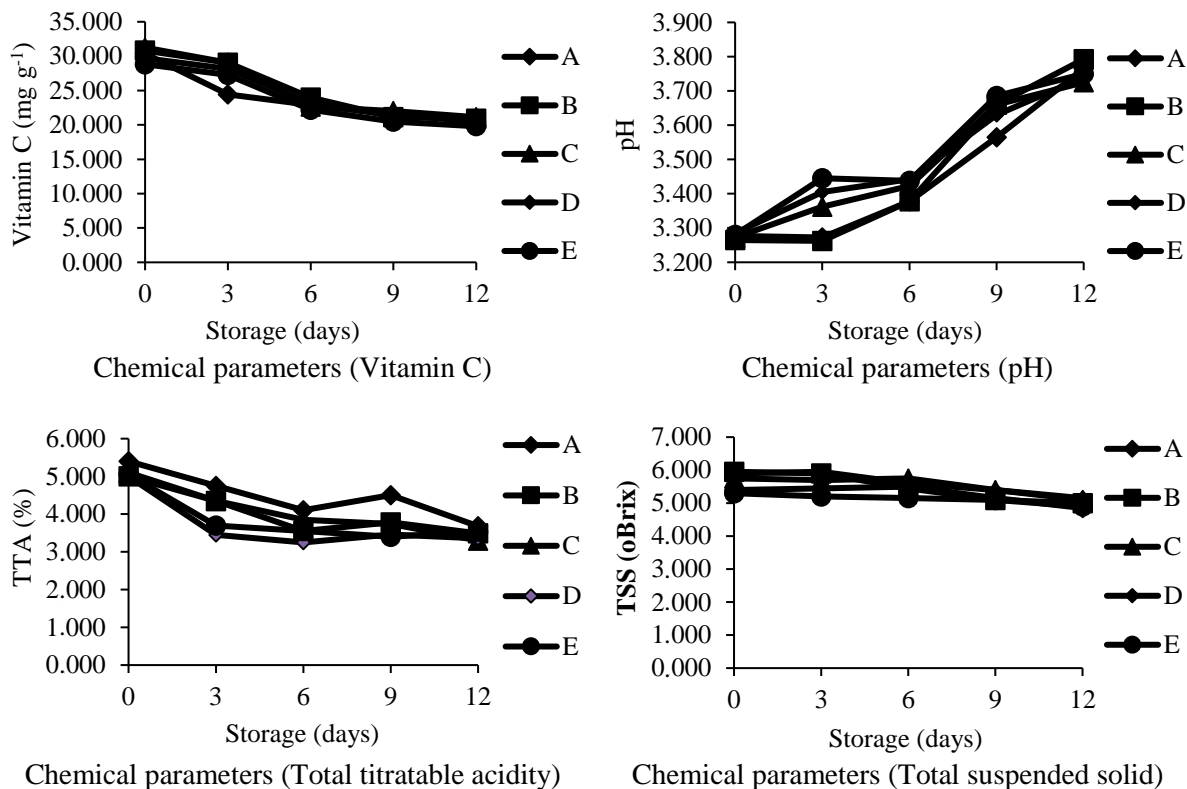 Vitamin C (mg g-1)
35.000
30.000
25.000
20.000
15.000
10.000
5.000
0.000
0 3 6 9 12
Storage (days)
A
B
C
D
E
Chemical parameters (Vitamin C)
pH
3.900
3.800
3.700
3.600
3.500
3.400
3.300
3.200
0 3 6 9 12
Storage (days)
A
B
C
D
E
Chemical parameters (pH)
TTA (%)
6.000
5.000
4.000
3.000
2.000
1.000
0.000
0 3 6 9 12
Storage (days)
A
B
C
D
E
Chemical parameters (Total titratable acidity)
TSS (oBrix)
7.000
6.000
5.000
4.000
3.000
2.000
1.000
0.000
0 3 6 9 12
Storage (days)
A
B
C
D
E
Chemical parameters (Total suspended solid)